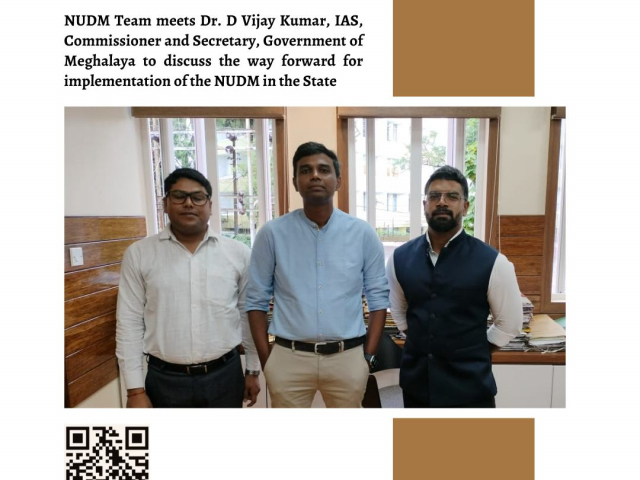 NUDM Team meets Dr. D Vijay Kumar, IAS,
Commissioner and Secretary, Government of
Meghalaya to discuss the way forward for
implementation of the NUDM in the State